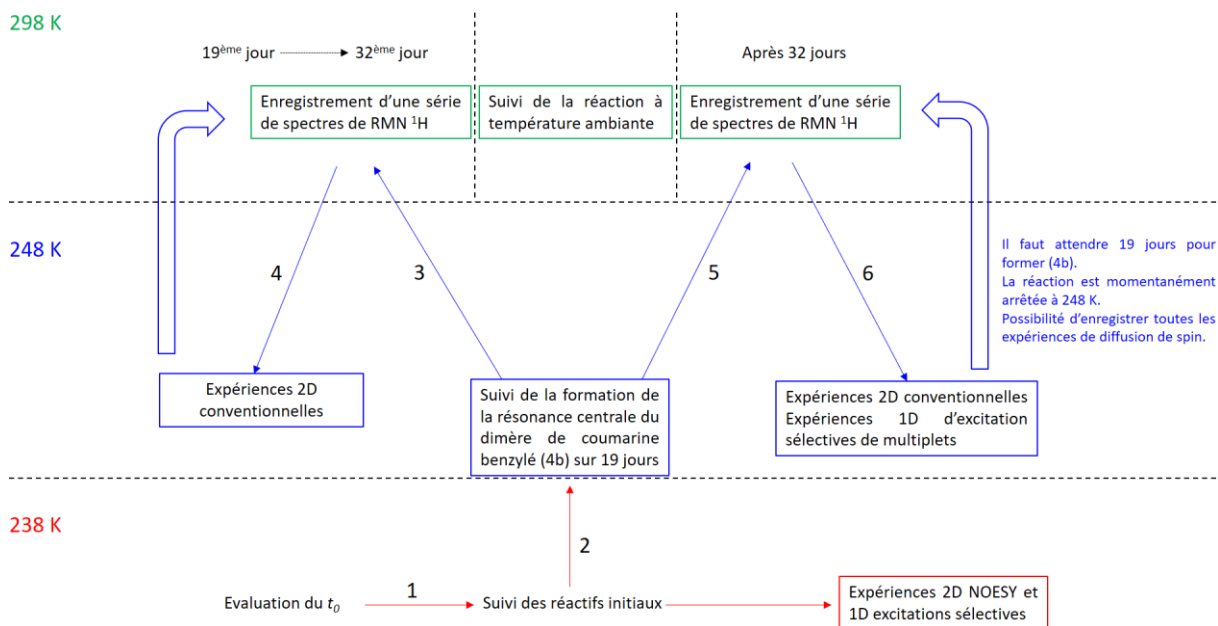 298 K
19ème jour
32ème jour
Après 32 jours
Enregistrement d’une série
de spectres de RMN ¹H
Suivi de la réaction à
température ambiante
Enregistrement d’une série
de spectres de RMN ¹H
248 K
4
3
5
6
Il faut attendre 19 jours pour
former (4b).
La réaction est momentanément
arrêtée à 248 K.
Possibilité d’enregistrer toutes les
expériences de diffusion de spin.
Expériences 2D
conventionnelles
Suivi de la formation de
la résonance centrale du
dimère de coumarine
benzylé (4b) sur 19 jours
Expériences 2D conventionnelles
Expériences 1D d’excitation
sélectives de multiplets
238 K
2
1
Evaluation du t₀
Suivi des réactifs initiaux
Expériences 2D NOESY et
1D excitations sélectives